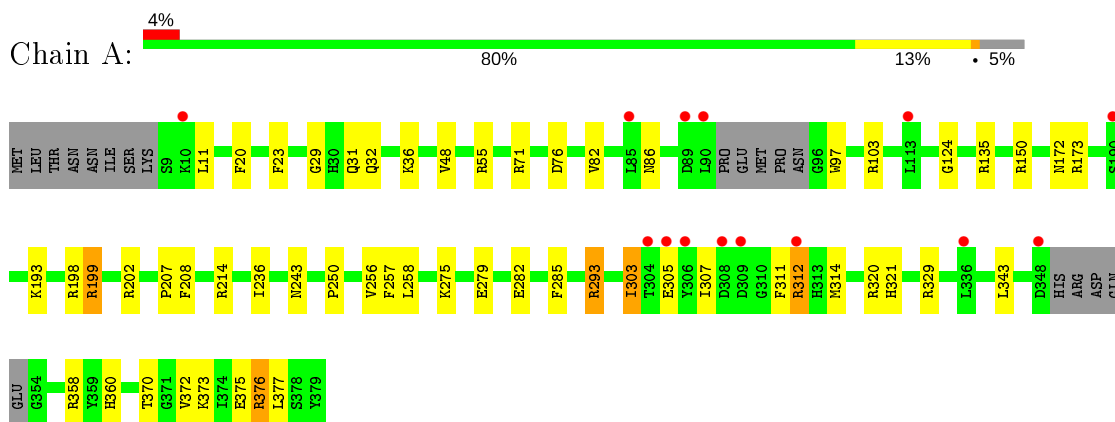 4%
Chain A:
80% 13% • 5%
MET LEU THR ASN ASN ILE SER LYS S9 K10 L11 F20 F23 G29 H30 Q31 Q32 K36 V48 R55 R71 D76 V82 L85 N86 D89 L90 PRO GLU MET PRO ASN G96 W97 R103 L113 G124 R135 R150 N172 R173
K193 R198 R199 R202 P207 F208 R214 I236 N243 P250 V256 F257 L258 K275 E279 E282 F285 R293 I303 T304 E305 Y306 I307 D308 D309 G310 F311 R312 H313 M314 R320 H321 R329 L336 L343 D348 HIS ARG ASP GLN
GLU G354 R358 Y359 H360 T370 G371 V372 K373 I374 E375 R376 L377 S378 Y379